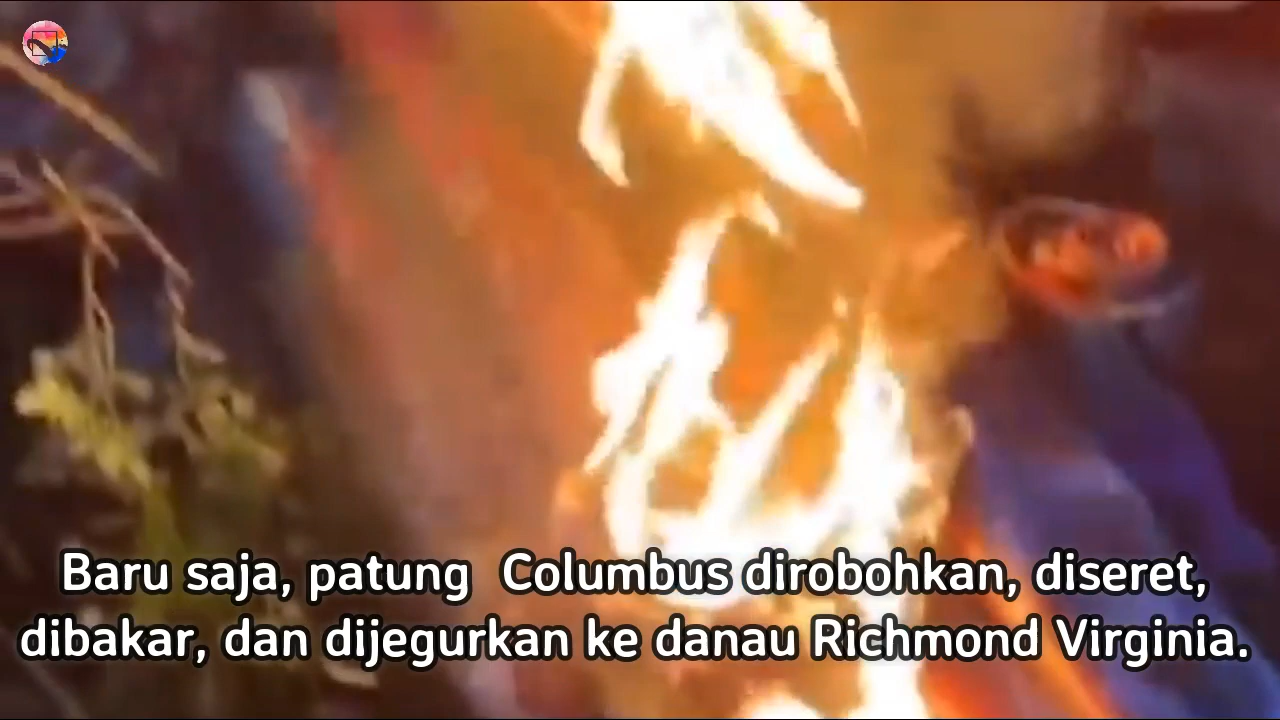 Baru saja, patung  Columbus dirobohkan, diseret,
dibakar, dan dijegurkan ke danau Richmond Virginia.